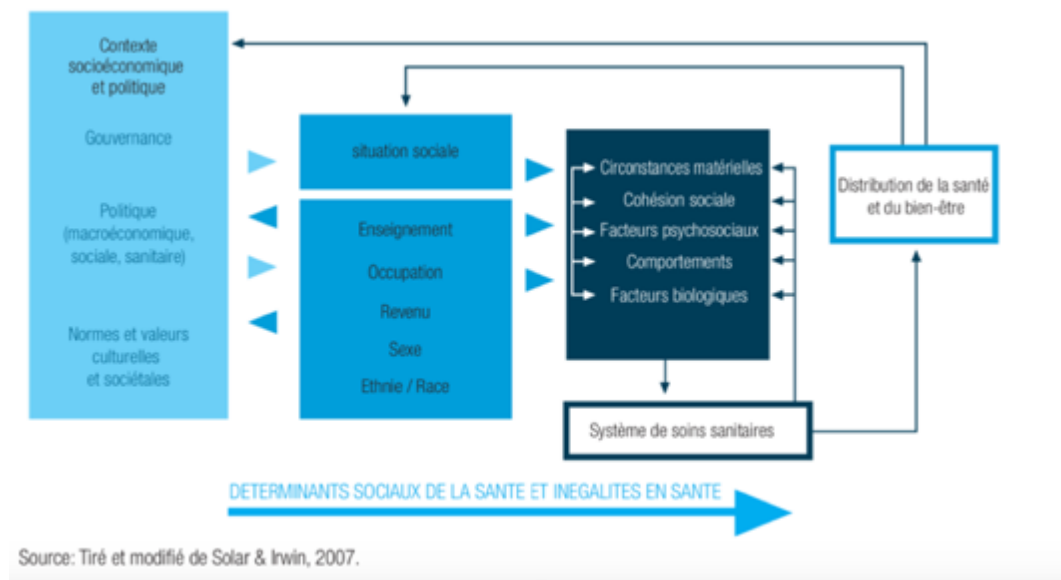 Contexte
socioéconomique
et politique
Gouvernance
Politique
(macroéconomique,
sociale, sanitaire)
Normes et valeurs
culturelles
et sociétales
situation sociale
Enseignement
Occupation
Revenu
Sexe
Ethnie / Race
Circonstances matérielles
Cohésion sociale
Facteurs psychosociaux
Comportements
Facteurs biologiques
Système de soins sanitaires
Distribution de la santé
et du bien-être
DETERMINANTS SOCIAUX DE LA SANTE ET INEGALITES EN SANTE
Source: Tiré et modifié de Solar & Irwin, 2007.